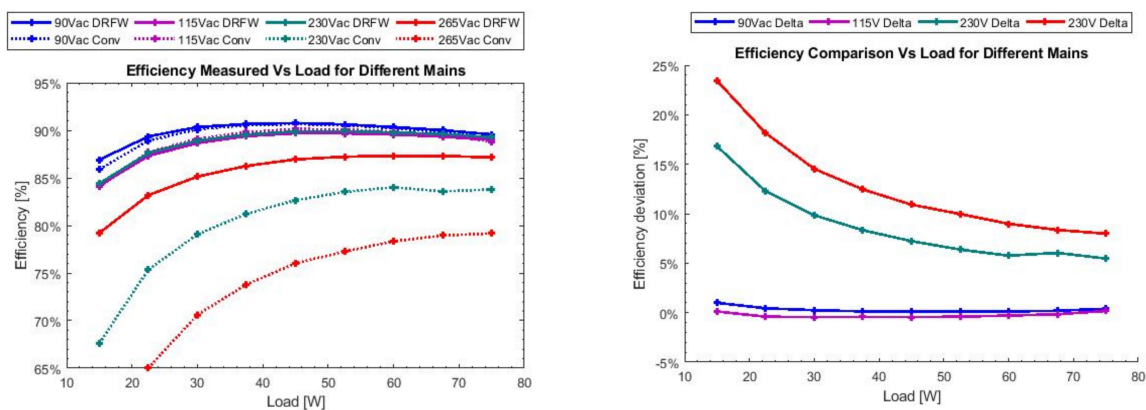 90Vac DRFW 115Vac DRFW 230Vac DRFW 265Vac DRFW
90Vac Conv 115Vac Conv 230Vac Conv 265Vac Conv
Efficiency Measured Vs Load for Different Mains
95%
90%
85%
80%
75%
70%
65%
Efficiency [%]
10 20 30 40 50 60 70 80
Load [W]
90Vac Delta 115V Delta 230V Delta 230V Delta
Efficiency Comparison Vs Load for Different Mains
25%
20%
15%
10%
5%
0%
-5%
Efficiency deviation [%]
10 20 30 40 50 60 70 80
Load [W]